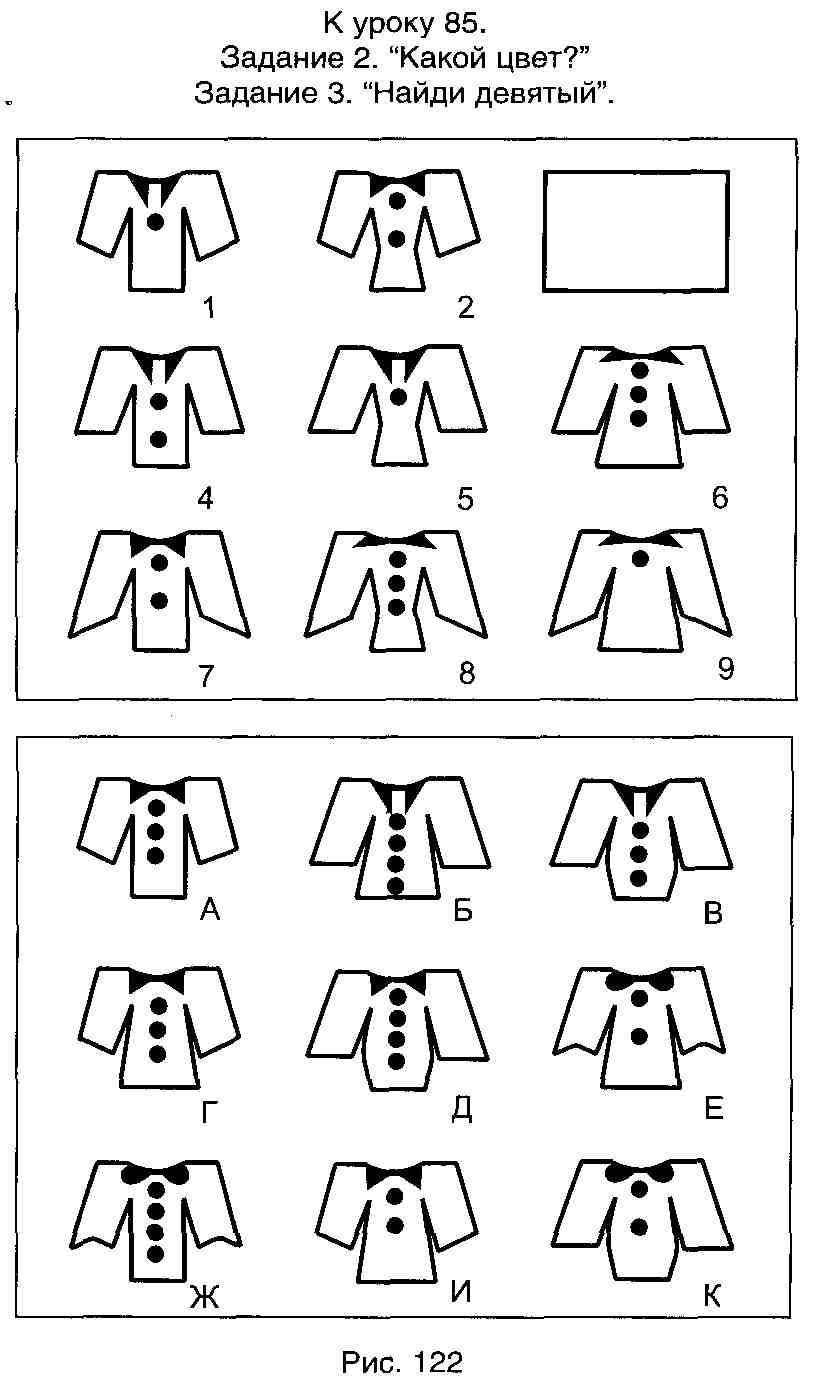 К уроку 85.
Задание 2. “Какой цвет?”
Задание 3. “Найди девятый”.
1
2
4
5
6
7
8
9
А
Б
В
Г
Д
Е
Ж
И
К
Рис. 122